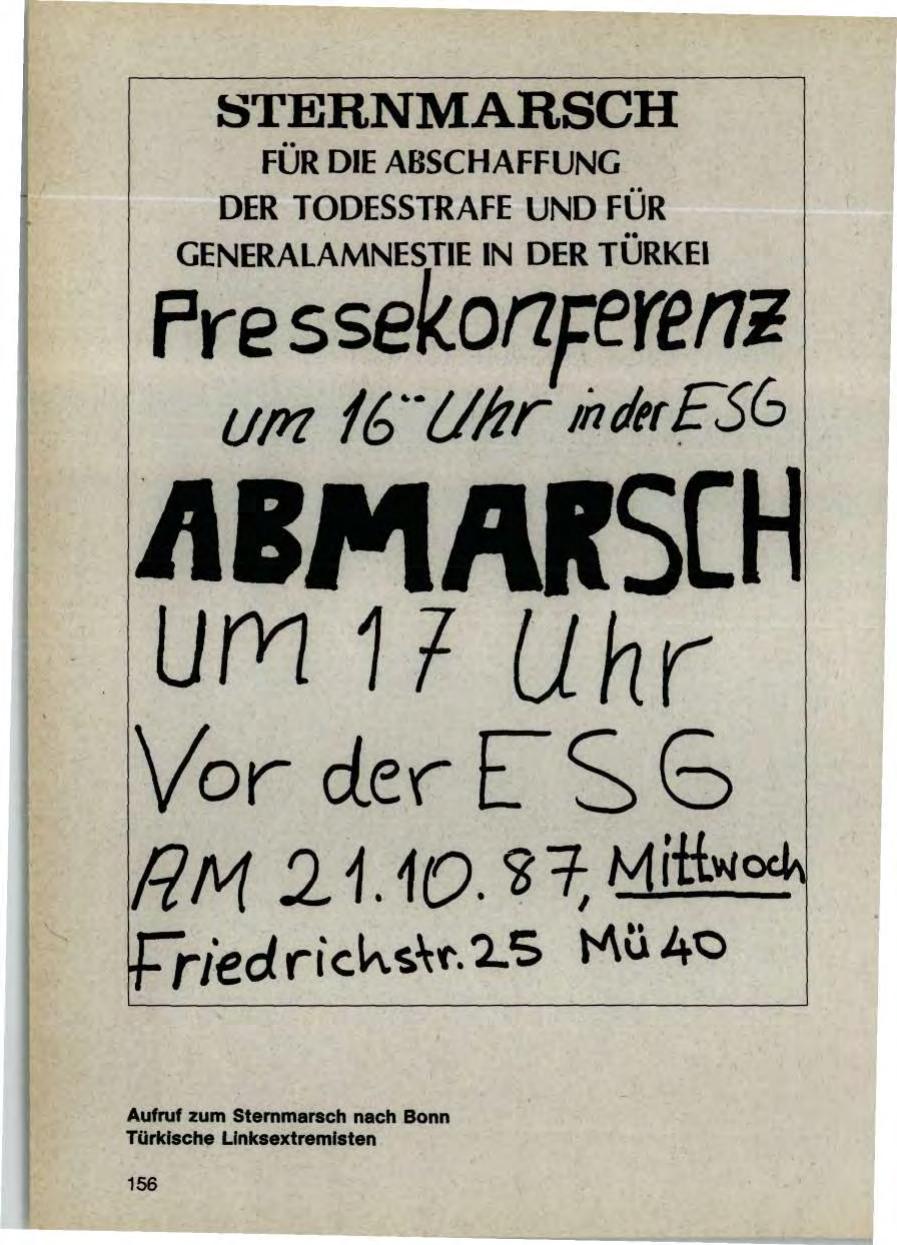 STERNMARSCH
FÜR DIE ABSCHAFFUNG
DER TODESSTRAFE UND FÜR
GENERALAMNESTIE IN DER TÜRKEI
Pressekonferenz
um 16⁰⁰ Uhr in der ESG
ABMARSCH
um 17 Uhr
Vor der ESG
AM 21.10.87, Mittwoch
Friedrichstr. 25 Mü 40
Aufruf zum Sternmarsch nach Bonn
Türkische Linksextremisten
156